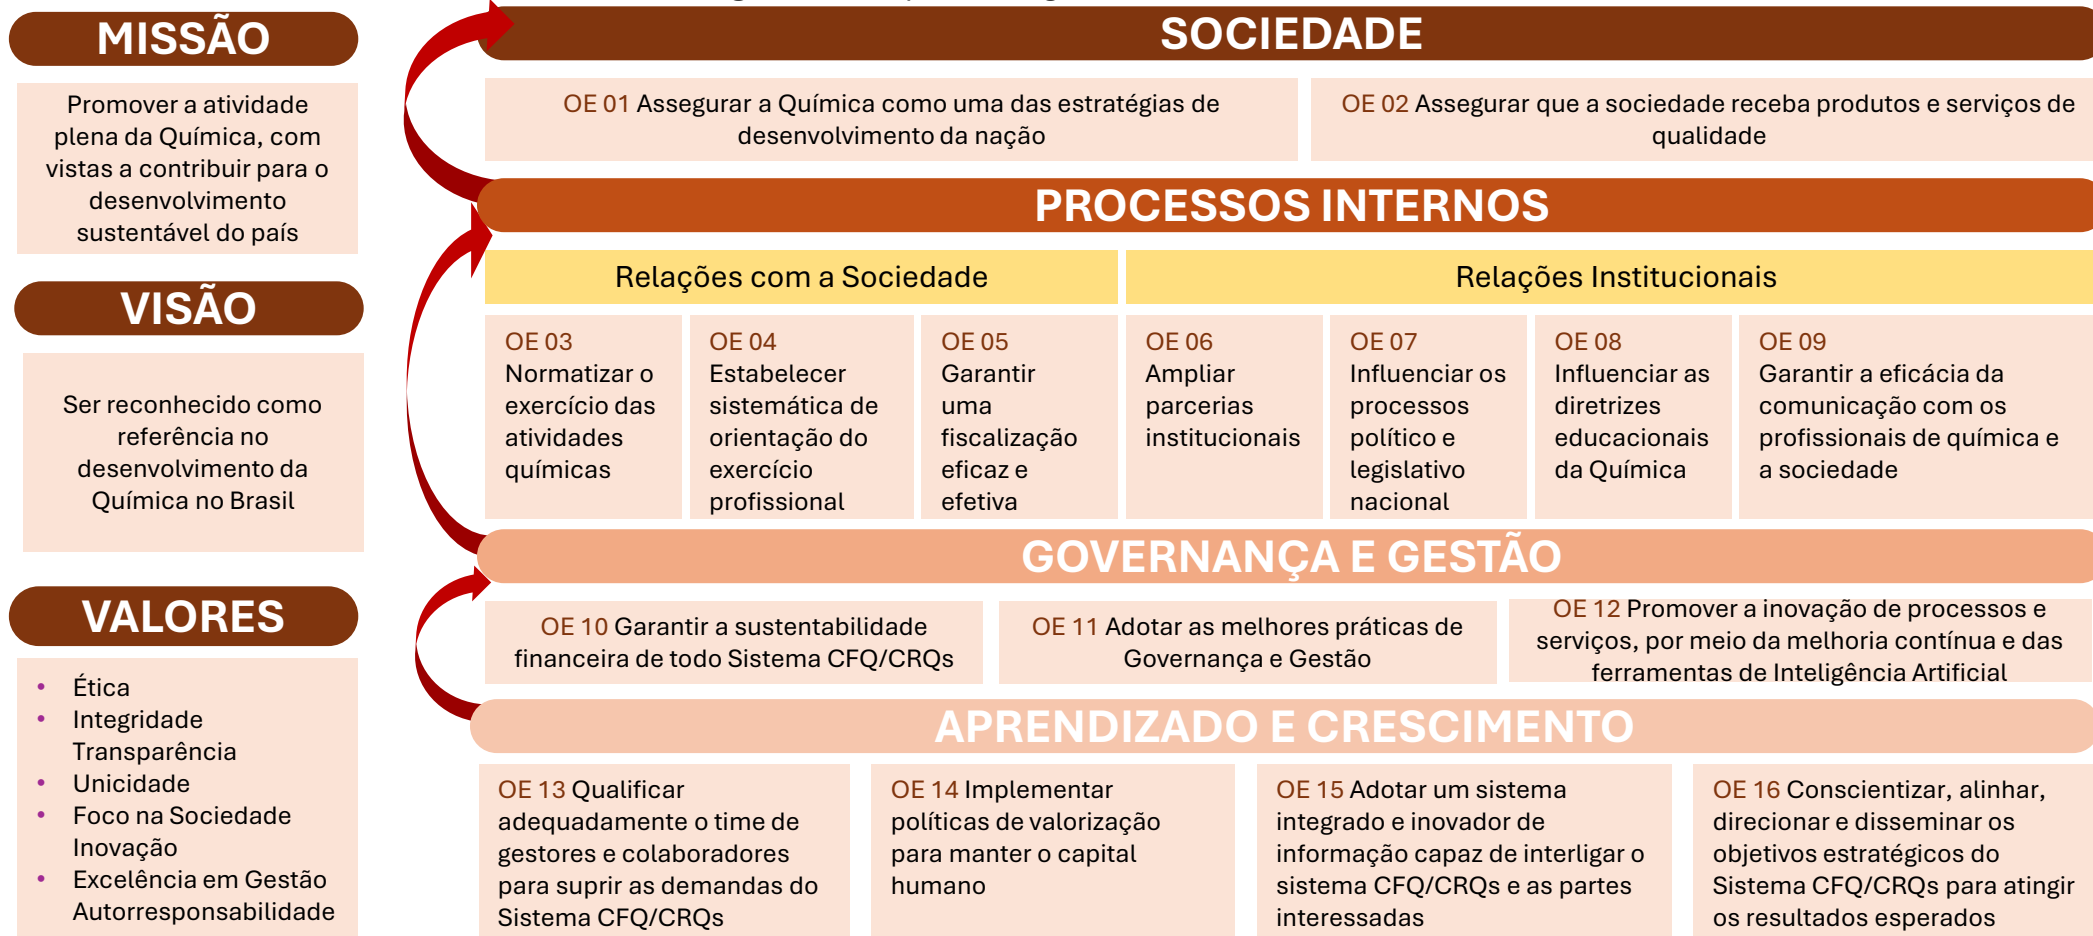 MISSÃO
Promover a atividade
plena da Química, com
vistas a contribuir para o
desenvolvimento
sustentável do país
VISÃO
Ser reconhecido como
referência no
desenvolvimento da
Química no Brasil
VALORES
• Ética
• Integridade
Transparência
• Unicidade
• Foco na Sociedade
Inovação
• Excelência em Gestão
Autorresponsabilidade
SOCIEDADE
OE 01 Assegurar a Química como uma das estratégias de
desenvolvimento da nação
OE 02 Assegurar que a sociedade receba produtos e serviços de
qualidade
PROCESSOS INTERNOS
Relações com a Sociedade
Relações Institucionais
OE 03
Normatizar o
exercício das
atividades
químicas
OE 04
Estabelecer
sistemática de
orientação do
exercício
profissional
OE 05
Garantir
uma
fiscalização
eficaz e
efetiva
OE 06
Ampliar
parcerias
institucionais
OE 07
Influenciar os
processos
político e
legislativo
nacional
OE 08
Influenciar as
diretrizes
educacionais
da Química
OE 09
Garantir a eficácia da
comunicação com os
profissionais de química e
a sociedade
GOVERNANÇA E GESTÃO
OE 10 Garantir a sustentabilidade
financeira de todo Sistema CFQ/CRQs
OE 11 Adotar as melhores práticas de
Governança e Gestão
OE 12 Promover a inovação de processos e
serviços, por meio da melhoria contínua e das
ferramentas de Inteligência Artificial
APRENDIZADO E CRESCIMENTO
OE 13 Qualificar
adequadamente o time de
gestores e colaboradores
para suprir as demandas do
Sistema CFQ/CRQs
OE 14 Implementar
políticas de valorização
para manter o capital
humano
OE 15 Adotar um sistema
integrado e inovador de
informação capaz de interligar o
sistema CFQ/CRQs e as partes
interessadas
OE 16 Conscientizar, alinhar,
direcionar e disseminar os
objetivos estratégicos do
Sistema CFQ/CRQs para atingir
os resultados esperados